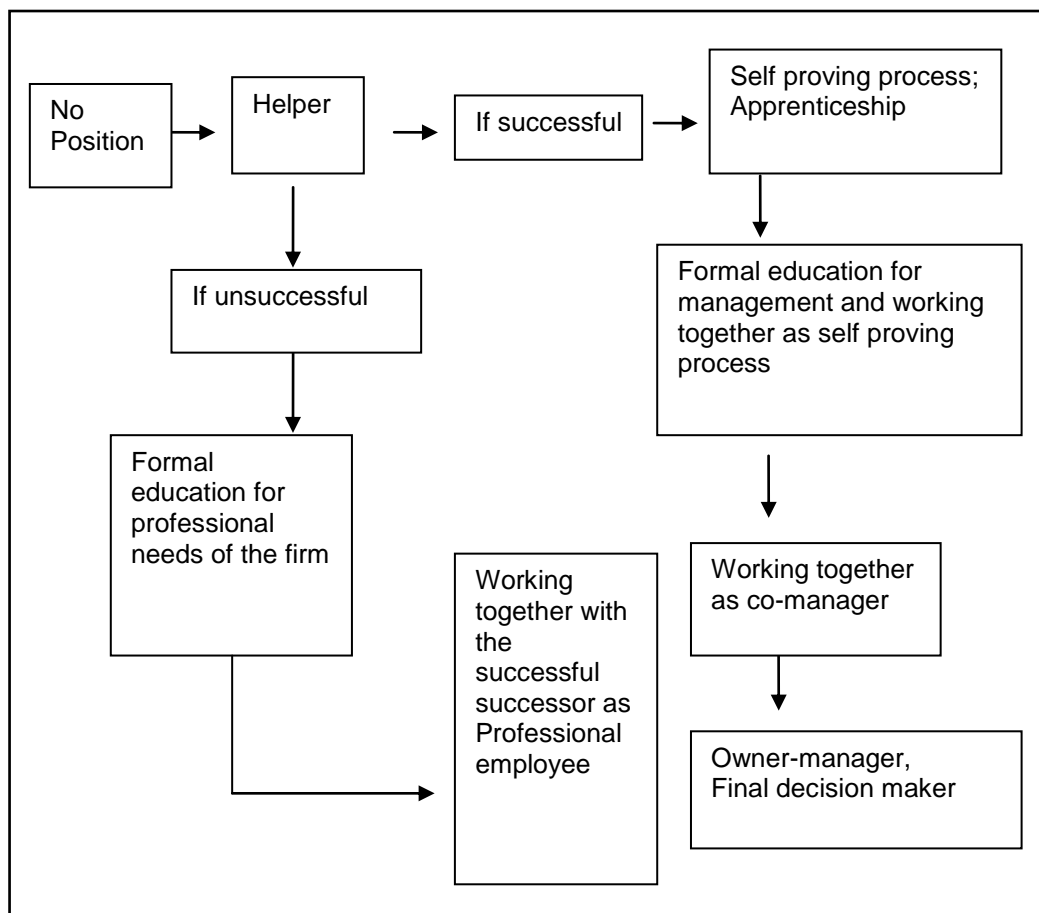 No
Position
Helper
If successful
Self proving process;
Apprenticeship
If unsuccessful
Formal education for
management and working
together as self proving
process
Formal
education for
professional
needs of the firm
Working
together with
the
successful
successor as
Professional
employee
Working together
as co-manager
Owner-manager,
Final decision maker